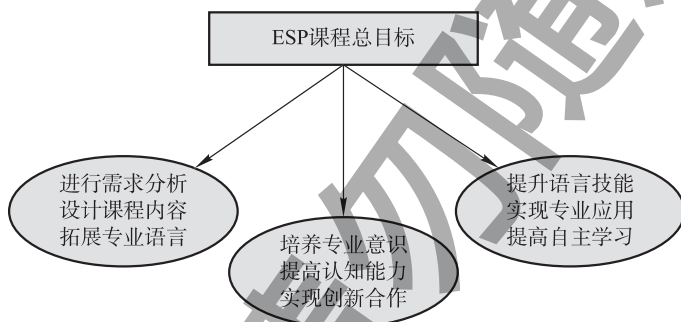 ESP课程总目标
进行需求分析
设计课程内容
拓展专业语言
培养专业意识
提高认知能力
实现创新合作
提升语言技能
实现专业应用
提高自主学习
请勿随